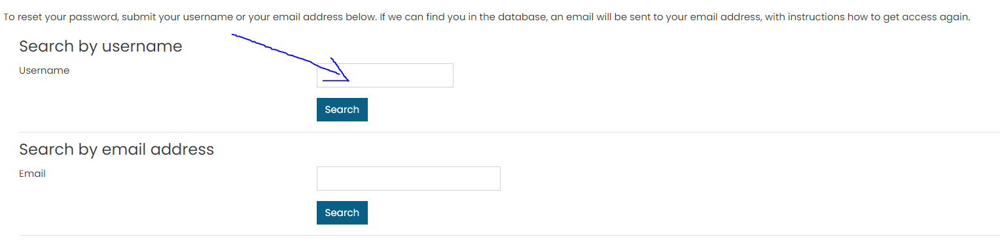 To reset your password, submit your username or your email address below. If we can find you in the database, an email will be sent to your email address, with instructions how to get access again.
Search by username
Username
Search
Search by email address
Email
Search